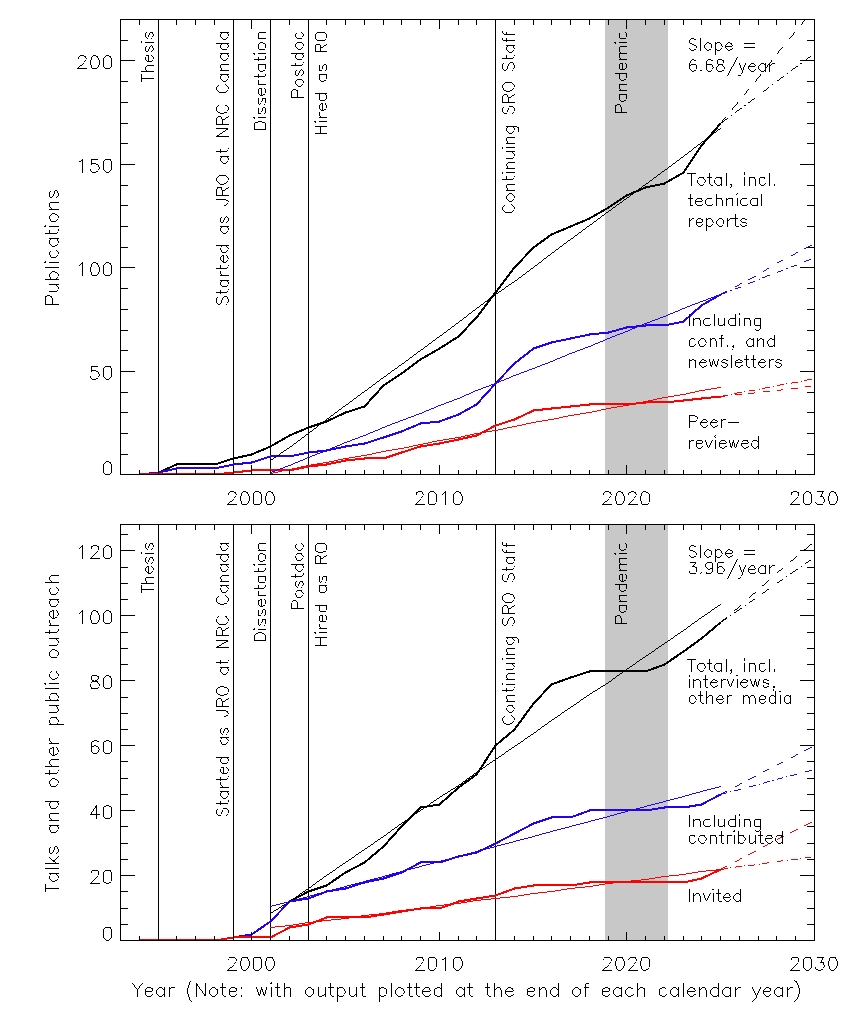 Publications
200
150
100
50
0
Thesis
Started as JRO at NRC Canada
Dissertation
Postdoc
Hired as RO
Continuing SRO Staff
Pandemic
Slope =
6.68/year
Total, incl.
technical
reports
Including
conf., and
newsletters
Peer-
reviewed
2000
2010
2020
2030
Talks and other public outreach
120
100
80
60
40
20
0
Thesis
Started as JRO at NRC Canada
Dissertation
Postdoc
Hired as RO
Continuing SRO Staff
Pandemic
Slope =
3.96/year
Total, incl.
interviews,
other media
Including
contributed
Invited
2000
2010
2020
2030
Year (Note: with output plotted at the end of each calendar year)